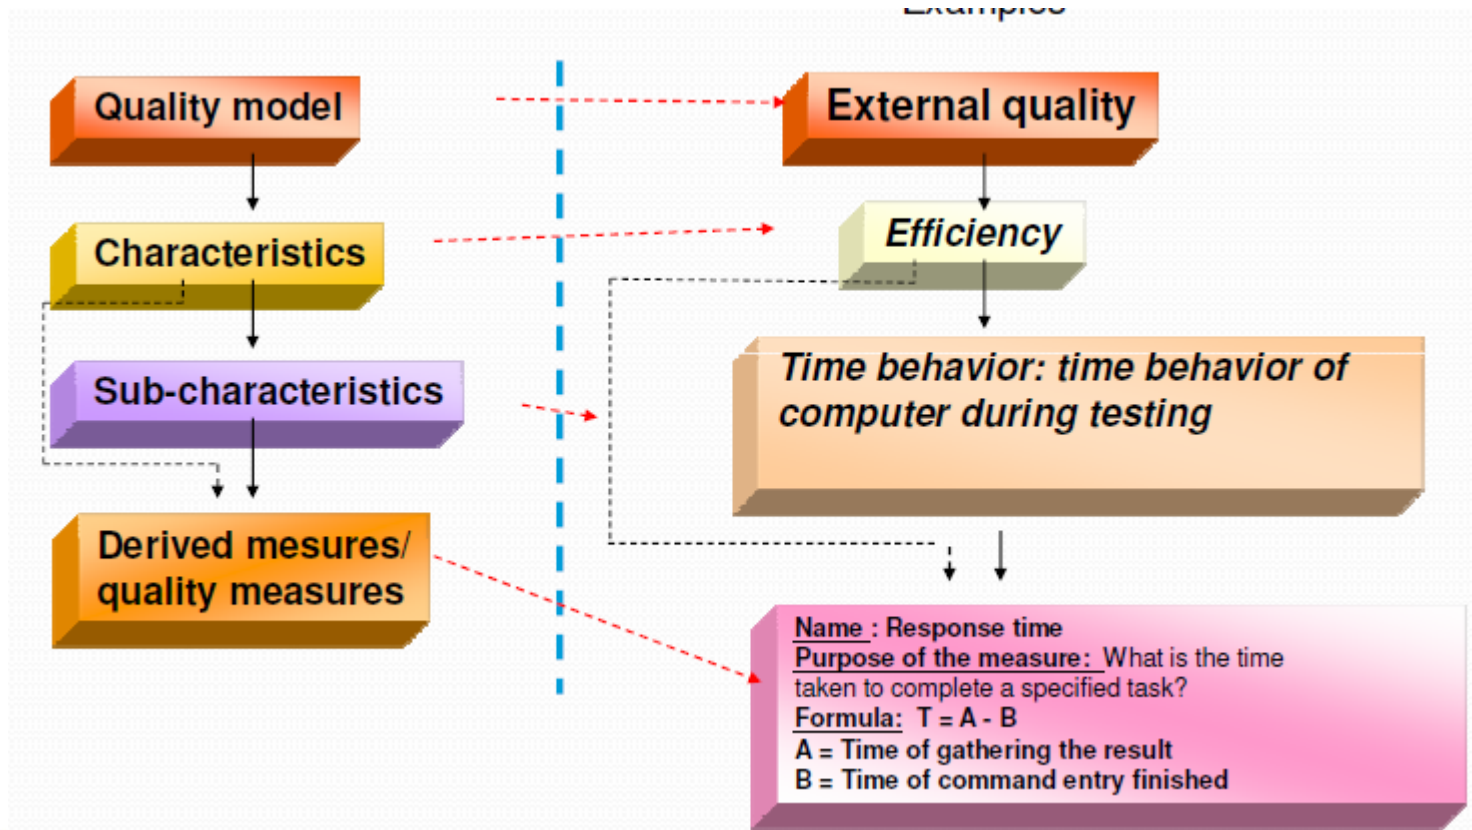 Examples
Quality model
External quality
Characteristics
Efficiency
Sub-characteristics
Time behavior: time behavior of
computer during testing
Derived mesures/
quality measures
Name : Response time
Purpose of the measure: What is the time
taken to complete a specified task?
Formula: T = A - B
A = Time of gathering the result
B = Time of command entry finished